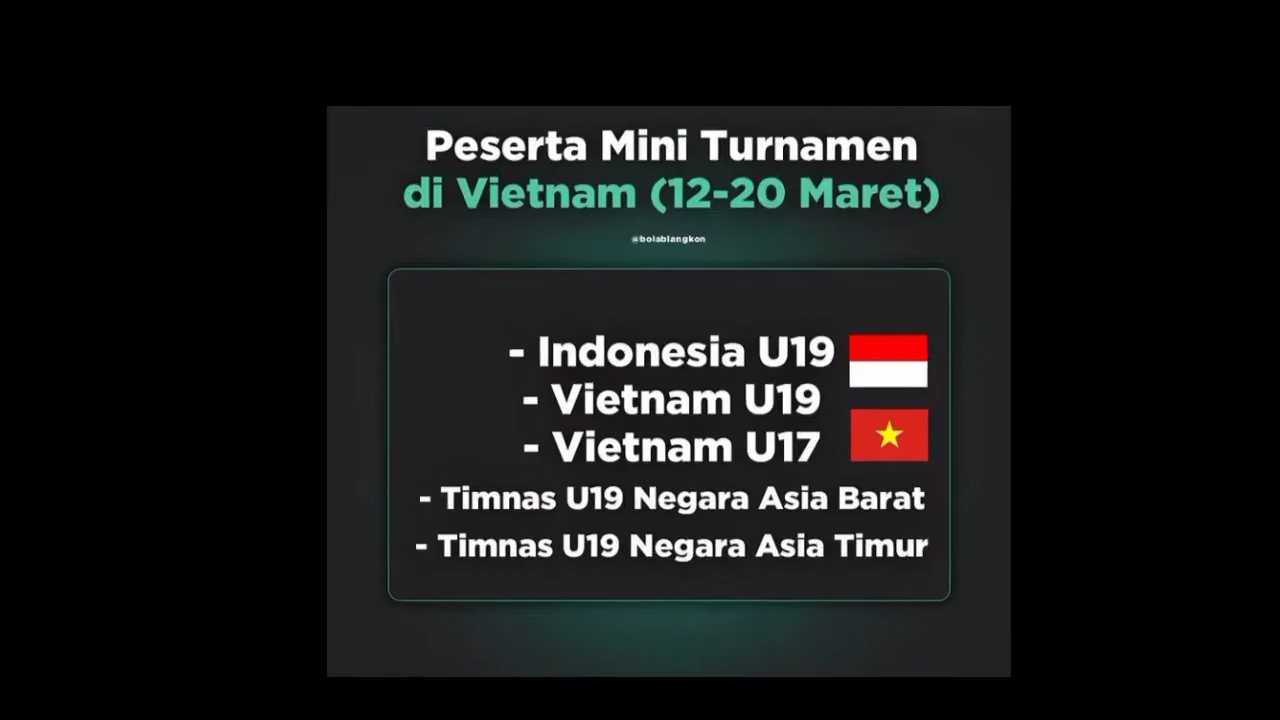 Peserta Mini Turnamen
di Vietnam (12-20 Maret)
@bolablangkon
- Indonesia U19
- Vietnam U19
- Vietnam U17
- Timnas U19 Negara Asia Barat
- Timnas U19 Negara Asia Timur